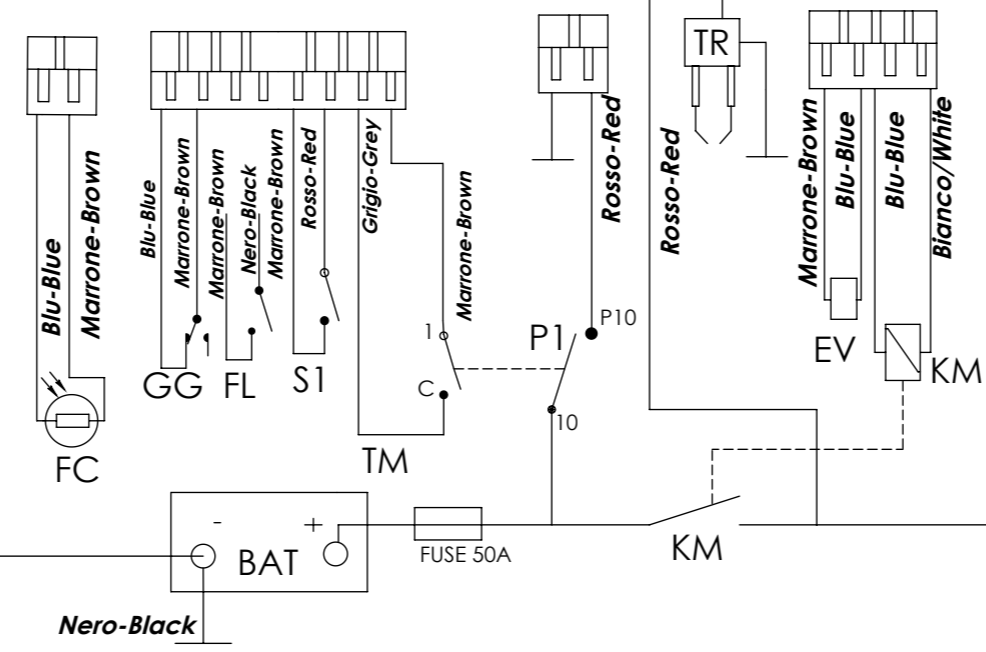 TR
Blu-Blue
Marrone-Brown
Blu-Blue
Marrone-Brown
Marrone-Brown
Nero-Black
Marrone-Brown
Rosso-Red
Grigio-Grey
Marrone-Brown
Rosso-Red
Rosso-Red
Marrone-Brown
Blu-Blue
Blu-Blue
Bianco/White
1
P1
P10
EV
KM
GG
FL
S1
C
10
FC
TM
- +
BAT
FUSE 50A
KM
Nero-Black